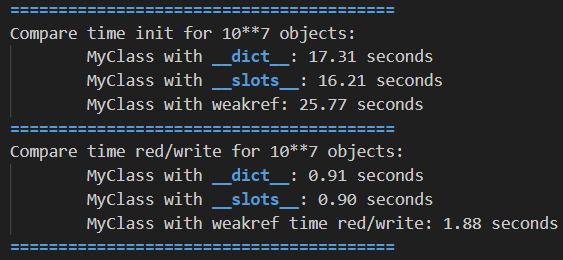 ========================================
Compare time init for 10**7 objects:
MyClass with __dict__: 17.31 seconds
MyClass with __slots__: 16.21 seconds
MyClass with weakref: 25.77 seconds
========================================
Compare time red/write for 10**7 objects:
MyClass with __dict__: 0.91 seconds
MyClass with __slots__: 0.90 seconds
MyClass with weakref time red/write: 1.88 seconds
========================================